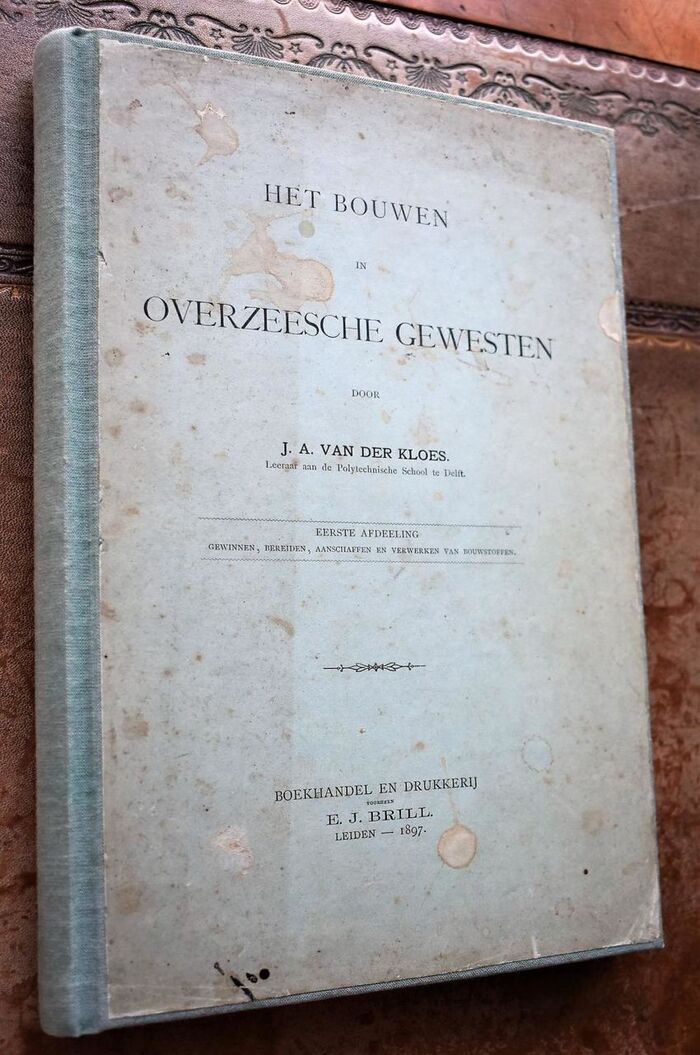 HET BOUWEN
IN
OVERZEESCHE GEWESTEN
DOOR
J. A. VAN DER KLOES.
Leeraar aan de Polytechnische School te Delft.
EERSTE AFDEELING
GEWINNEN, BEREIDEN, AANSCHAFFEN EN VERWERKEN VAN BOUWSTOFFEN.
BOEKHANDEL EN DRUKKERIJ
VOORHEEN
E. J. BRILL.
LEIDEN — 1897.